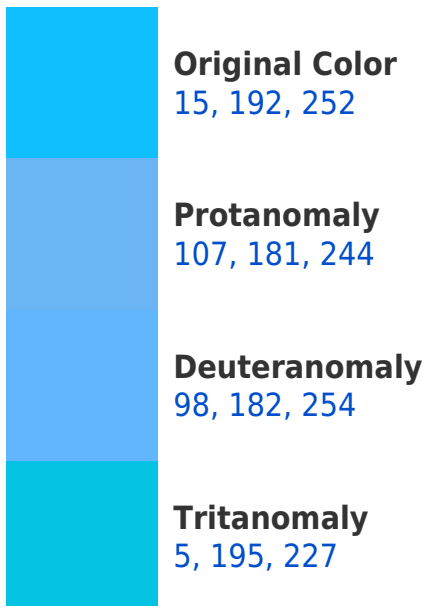 Original Color
15, 192, 252
Protanomaly
107, 181, 244
Deuteranomaly
98, 182, 254
Tritanomaly
5, 195, 227